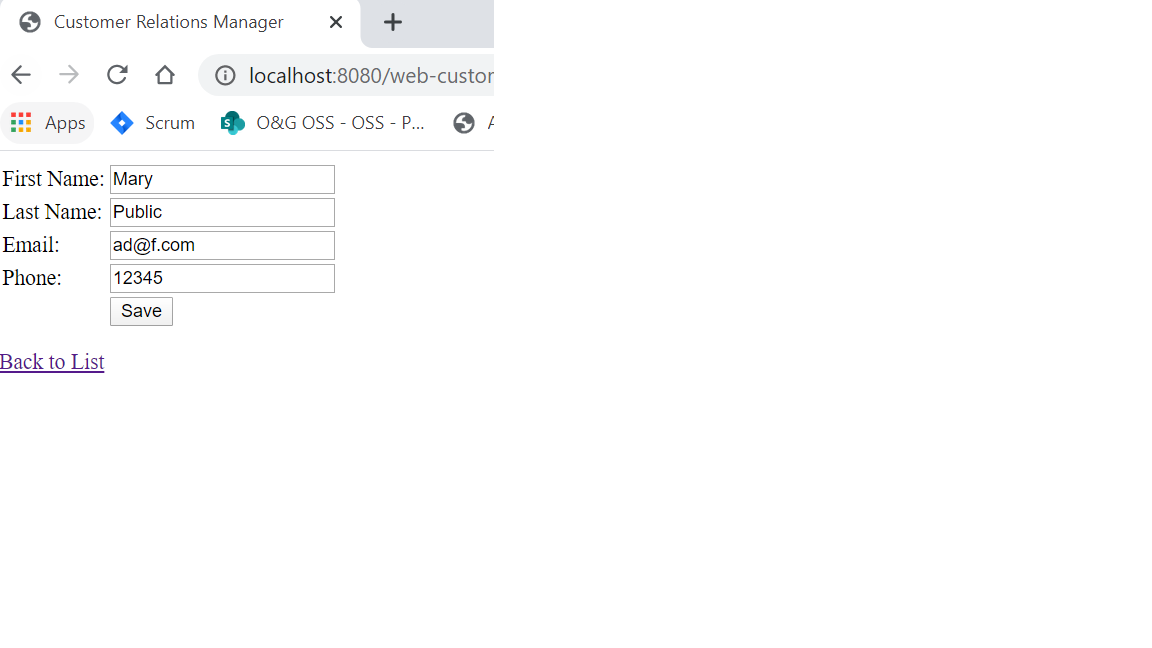 Customer Relations Manager
localhost:8080/web-custor
Apps Scrum O&G OSS - OSS - P... A
First Name: Mary
Last Name: Public
Email: ad@f.com
Phone: 12345
Save
Back to List